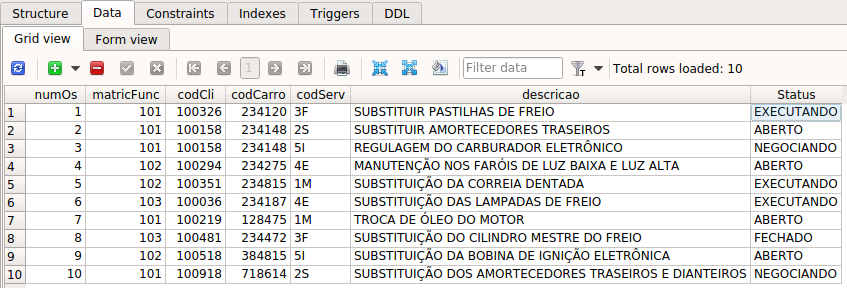 Structure Data Constraints Indexes Triggers DDL
Grid view Form view
1 Filter data T Total rows loaded: 10
numOs matricFunc codCli codCarro codServ descricao Status
1 1 101 100326 234120 3F SUBSTITUIR PASTILHAS DE FREIO EXECUTANDO
2 2 101 100158 234148 2S SUBSTITUIR AMORTECEDORES TRASEIROS ABERTO
3 3 101 100158 234148 5I REGULAGEM DO CARBURADOR ELETRÔNICO NEGOCIANDO
4 4 102 100294 234275 4E MANUTENÇÃO NOS FARÓIS DE LUZ BAIXA E LUZ ALTA ABERTO
5 5 102 100351 234815 1M SUBSTITUIÇÃO DA CORREIA DENTADA EXECUTANDO
6 6 103 100036 234187 4E SUBSTITUIÇÃO DAS LAMPADAS DE FREIO EXECUTANDO
7 7 101 100219 128475 1M TROCA DE ÓLEO DO MOTOR ABERTO
8 8 103 100481 234472 3F SUBSTITUIÇÃO DO CILINDRO MESTRE DO FREIO FECHADO
9 9 102 100518 384815 5I SUBSTITUIÇÃO DA BOBINA DE IGNIÇÃO ELETRÔNICA ABERTO
10 10 101 100918 718614 2S SUBSTITUIÇÃO DOS AMORTECEDORES TRASEIROS E DIANTEIROS NEGOCIANDO